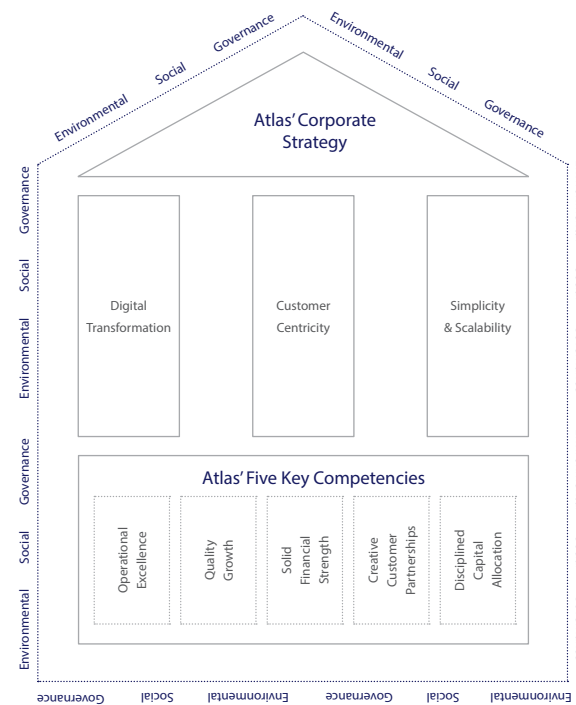 Environmental Social Governance
Environmental Social Governance
Atlas’ Corporate
Strategy
Environmental Social Governance
Environmental Social Governance
Digital
Transformation
Customer
Centricity
Simplicity
& Scalability
Atlas’ Five Key Competencies
Operational
Excellence
Quality
Growth
Solid
Financial
Strength
Creative
Customer
Partnerships
Disciplined
Capital
Allocation
Environmental Social Governance
Environmental Social Governance